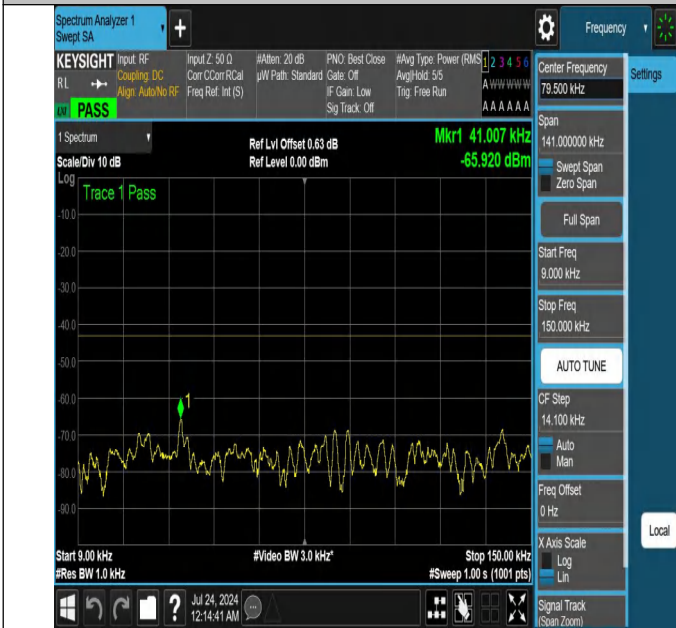 Spectrum Analyzer 1
Swept SA
+
Frequency
KEYSIGHT
RL
PASS
Input: RF
Coupling: DC
Align: Auto/No RF
Input Z: 50 Ω
Corr CCorr RCal
Freq Ref: Int (S)
#Atten: 20 dB
µW Path: Standard
PNO: Best Close
Gate: Off
IF Gain: Low
Sig Track: Off
#Avg Type: Power (RMS
Avg|Hold: 5/5
Trig: Free Run
1 2 3 4 5 6
A W W W W W
A A A A A A
1 Spectrum
Scale/Div 10 dB
Ref Lvl Offset 0.63 dB
Ref Level 0.00 dBm
Mkr1 41.007 kHz
-65.920 dBm
Log
Trace 1 Pass
-10.0
-20.0
-30.0
-40.0
-50.0
-60.0
-70.0
-80.0
-90.0
1
Start 9.00 kHz
#Res BW 1.0 kHz
#Video BW 3.0 kHz*
Stop 150.00 kHz
#Sweep 1.00 s (1001 pts)
?
Jul 24, 2024
12:14:41 AM
Center Frequency
79.500 kHz
Settings
Span
141.000000 kHz
Swept Span
Zero Span
Full Span
Start Freq
9.000 kHz
Stop Freq
150.000 kHz
AUTO TUNE
CF Step
14.100 kHz
Auto
Man
Freq Offset
0 Hz
Local
X Axis Scale
Log
Lin
Signal Track
(Span Zoom)